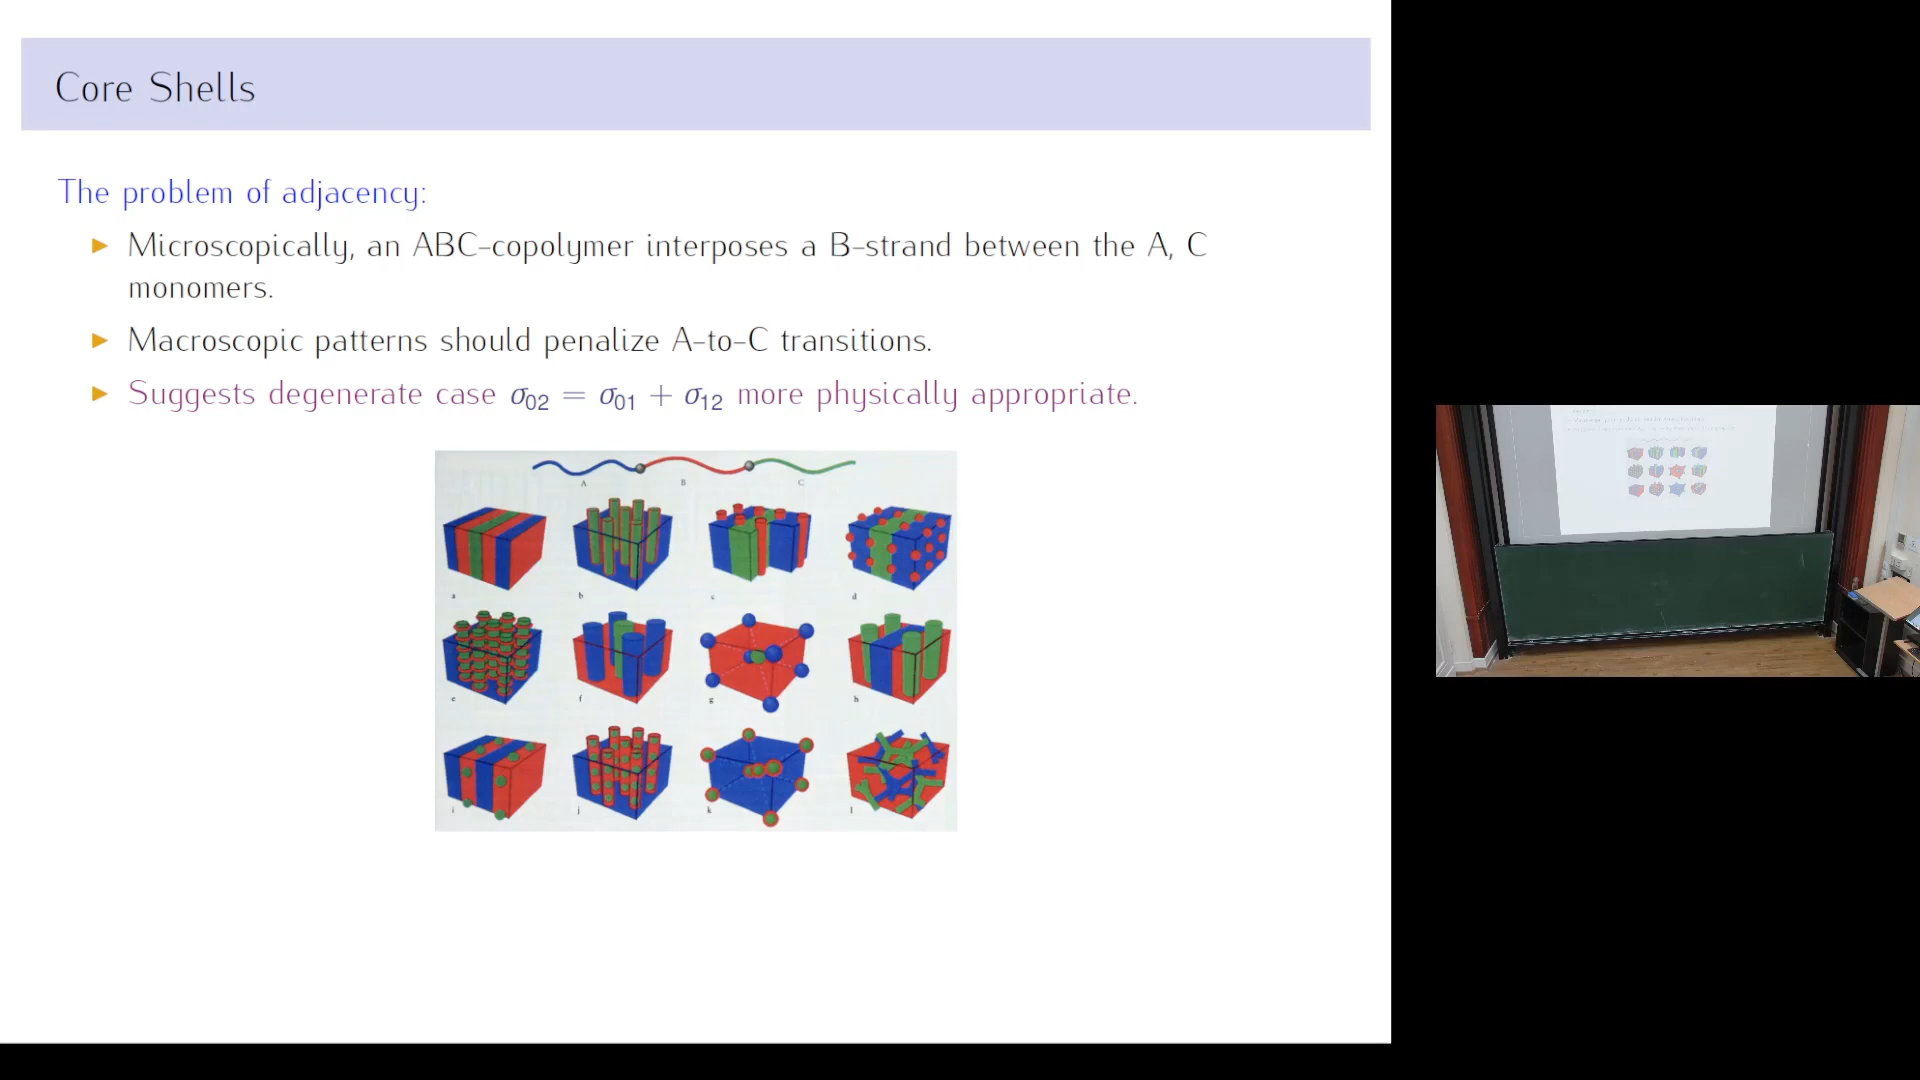 Core Shells
The problem of adjacency:
▶ Microscopically, an ABC-copolymer interposes a B-strand between the A, C
monomers.
▶ Macroscopic patterns should penalize A-to-C transitions.
▶ Suggests degenerate case σ₀₂ = σ₀₁ + σ₁₂ more physically appropriate.
A B C
a b c d
e f g h
i j k l